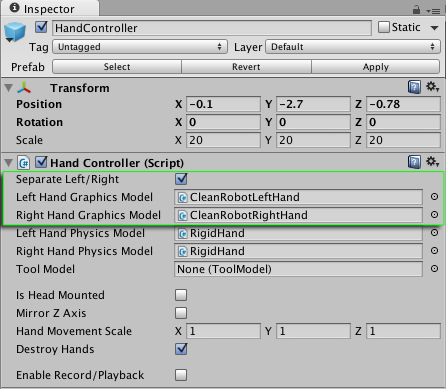 Inspector
HandController
Static
Tag Untagged Layer Default
Prefab Select Revert Apply
Transform
Position X -0.1 Y -2.7 Z -0.78
Rotation X 0 Y 0 Z 0
Scale X 20 Y 20 Z 20
Hand Controller (Script)
Separate Left/Right
Left Hand Graphics Model CleanRobotLeftHand
Right Hand Graphics Model CleanRobotRightHand
Left Hand Physics Model RigidHand
Right Hand Physics Model RigidHand
Tool Model None (ToolModel)
Is Head Mounted
Mirror Z Axis
Hand Movement Scale X 1 Y 1 Z 1
Destroy Hands
Enable Record/Playback